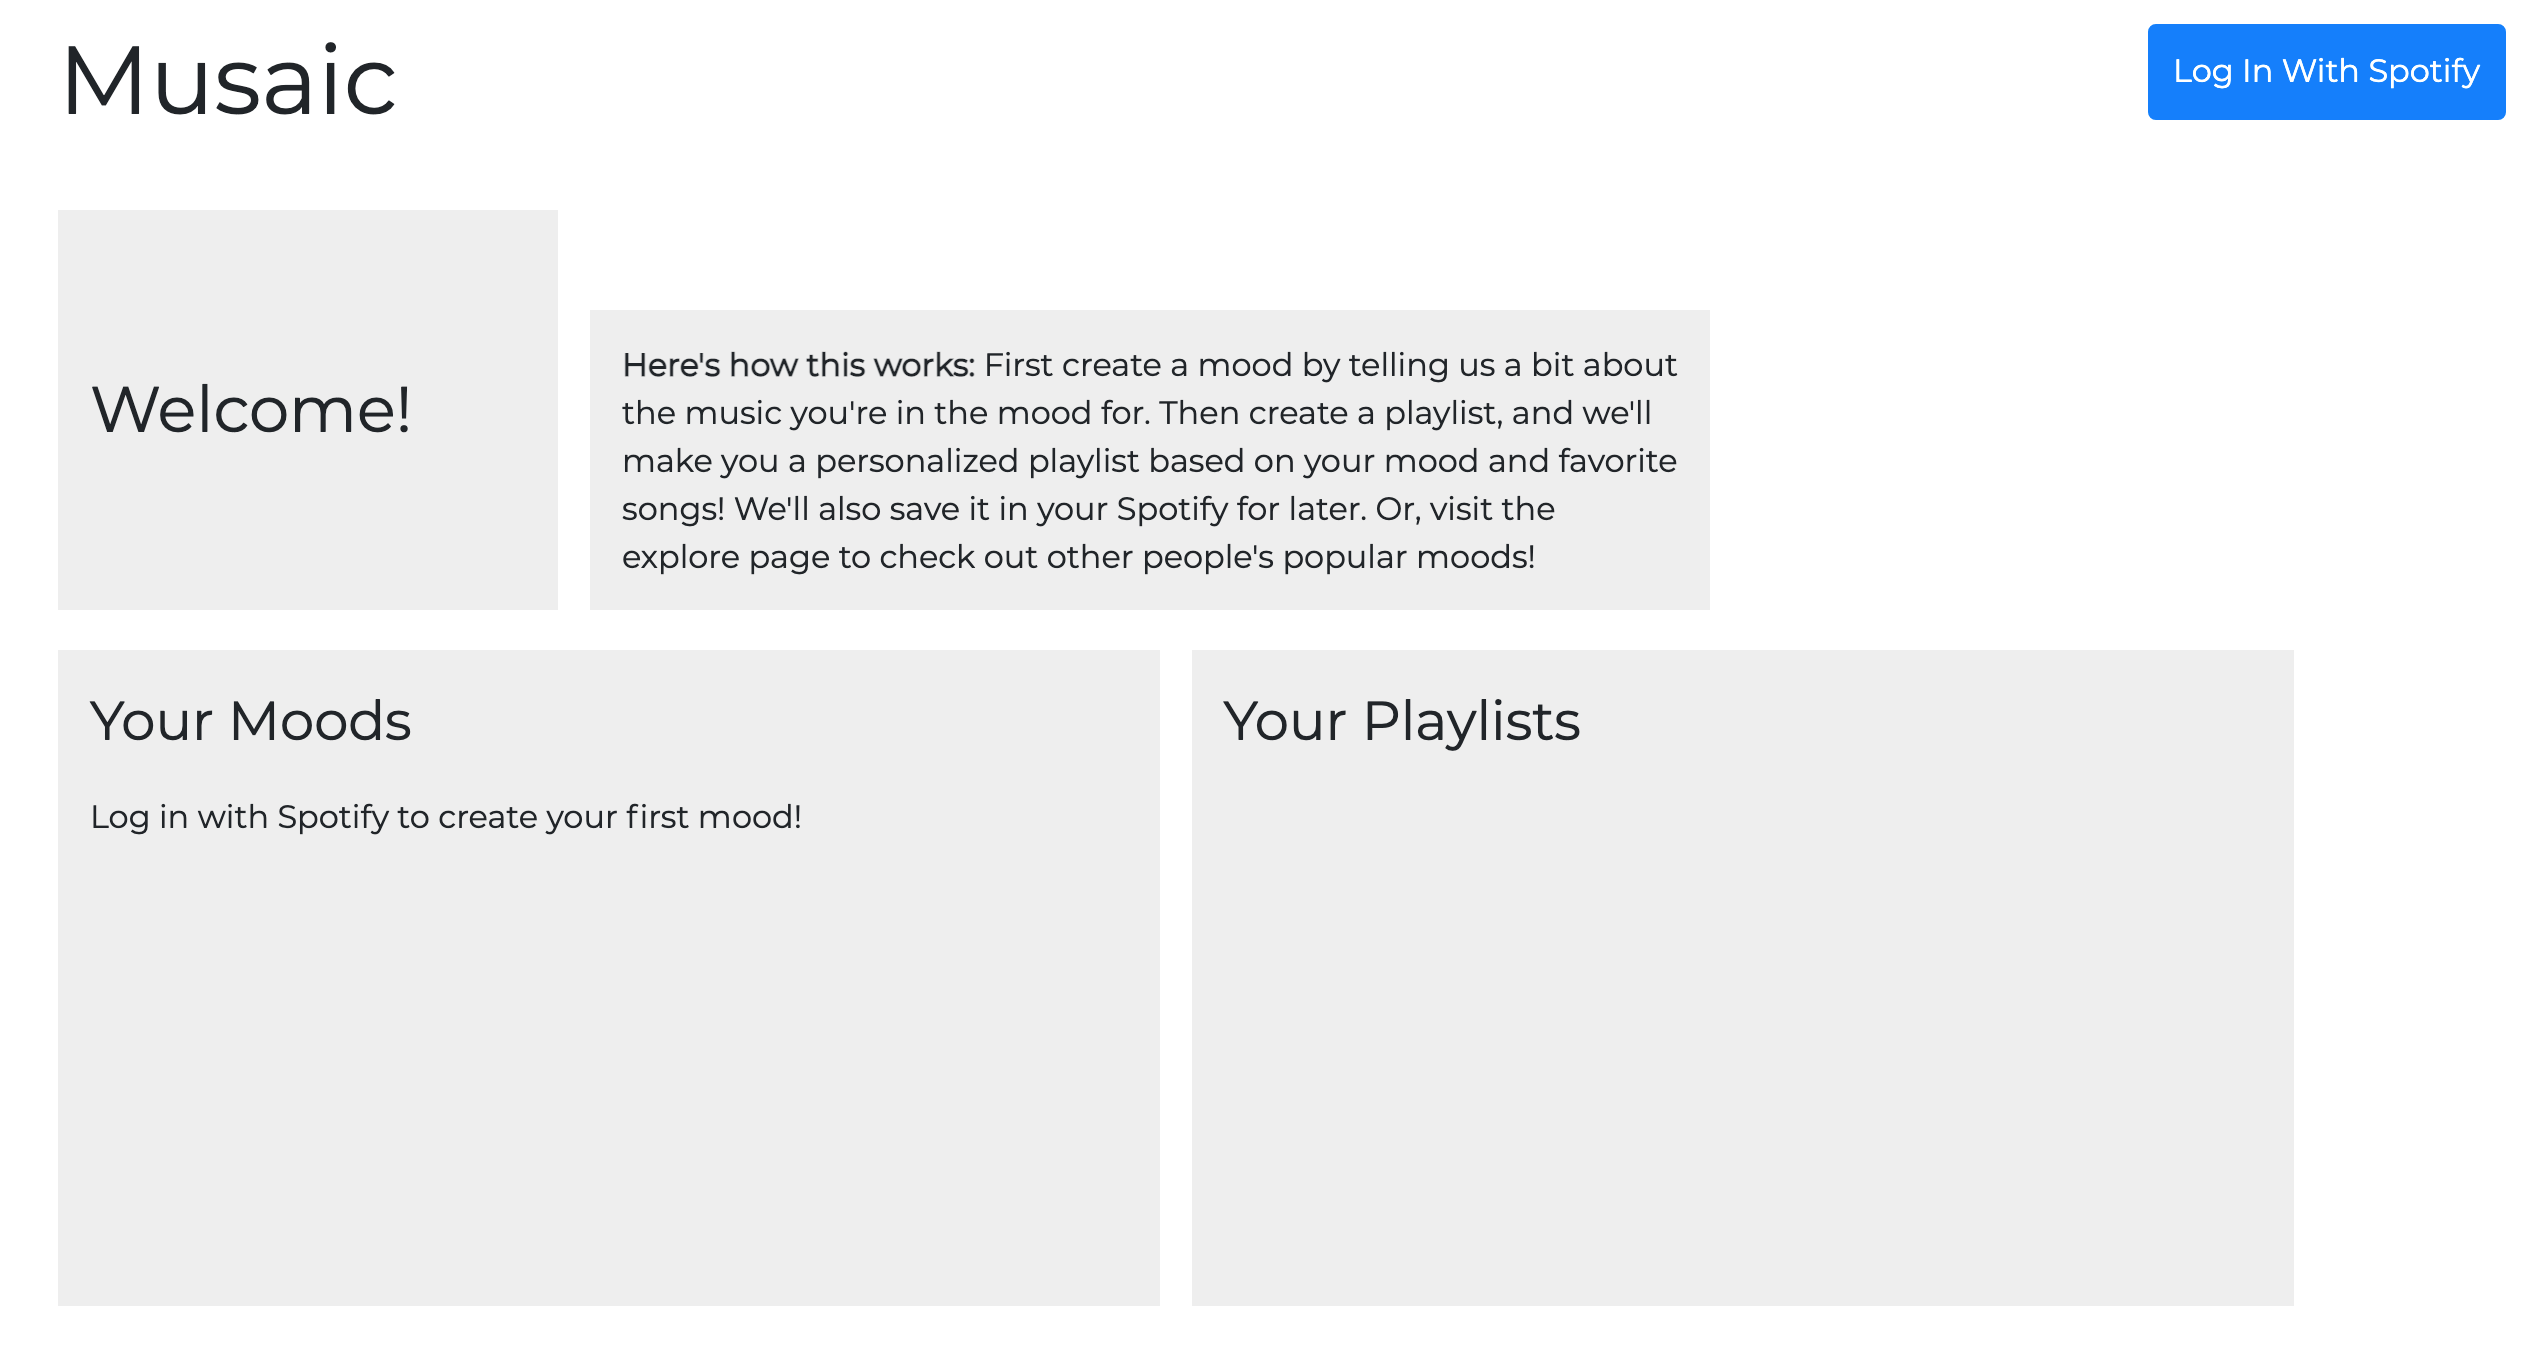 Musaic
Log In With Spotify
Welcome!
Here's how this works: First create a mood by telling us a bit about
the music you're in the mood for. Then create a playlist, and we'll
make you a personalized playlist based on your mood and favorite
songs! We'll also save it in your Spotify for later. Or, visit the
explore page to check out other people's popular moods!
Your Moods
Log in with Spotify to create your first mood!
Your Playlists